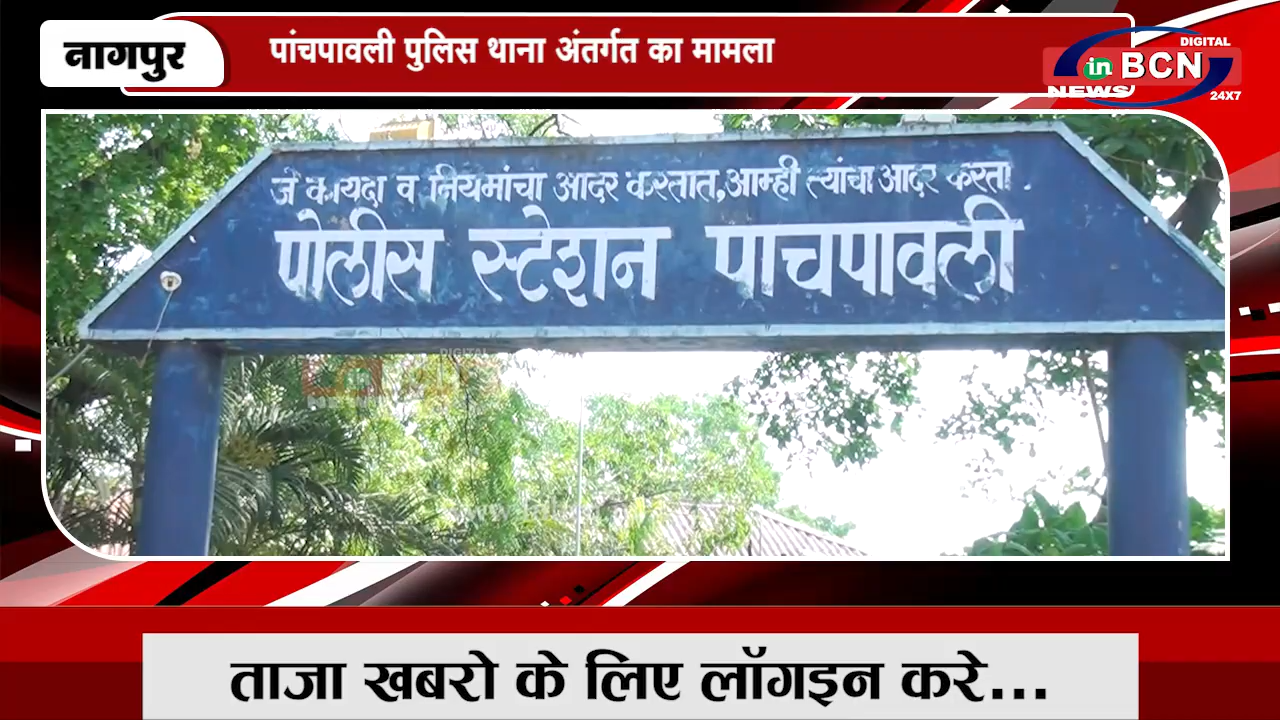 नागपुर
पांचपावली पुलिस थाना अंतर्गत का मामला
DIGITAL
in BCN
NEWS
24X7
जे कायदा व नियमांचा आदर करतात, आम्ही त्यांचा आदर करता .
पोलीस स्टेशन पाचपावली
DIGITAL
ताजा खबरो के लिए लॉगइन करे...